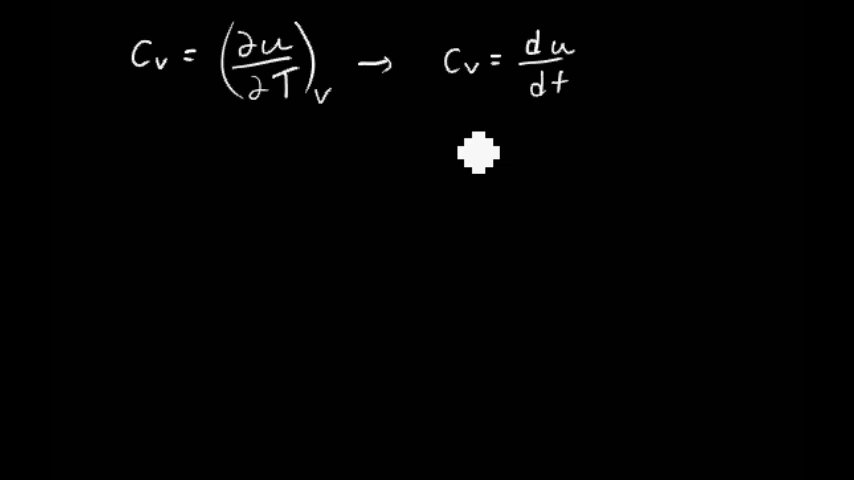 Cv = (∂u/∂T)v → Cv = du/dt